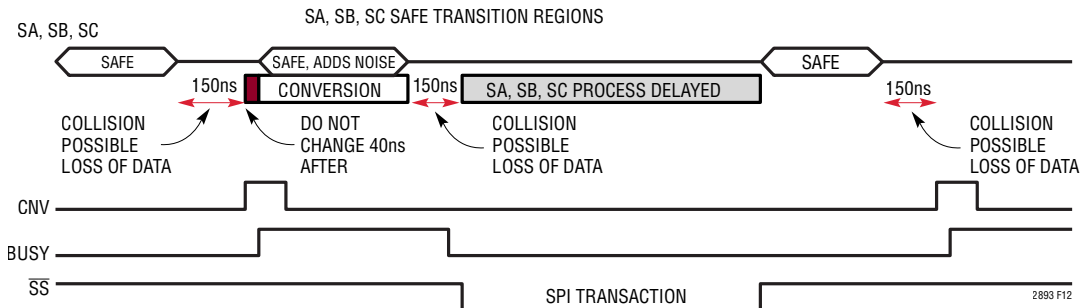 SA, SB, SC SAFE TRANSITION REGIONS
SA, SB, SC
SAFE
SAFE, ADDS NOISE
SAFE
150ns
CONVERSION
150ns
SA, SB, SC PROCESS DELAYED
150ns
COLLISION
POSSIBLE
LOSS OF DATA
DO NOT
CHANGE 40ns
AFTER
COLLISION
POSSIBLE
LOSS OF DATA
COLLISION
POSSIBLE
LOSS OF DATA
CNV
BUSY
SS
SPI TRANSACTION
2893 F12